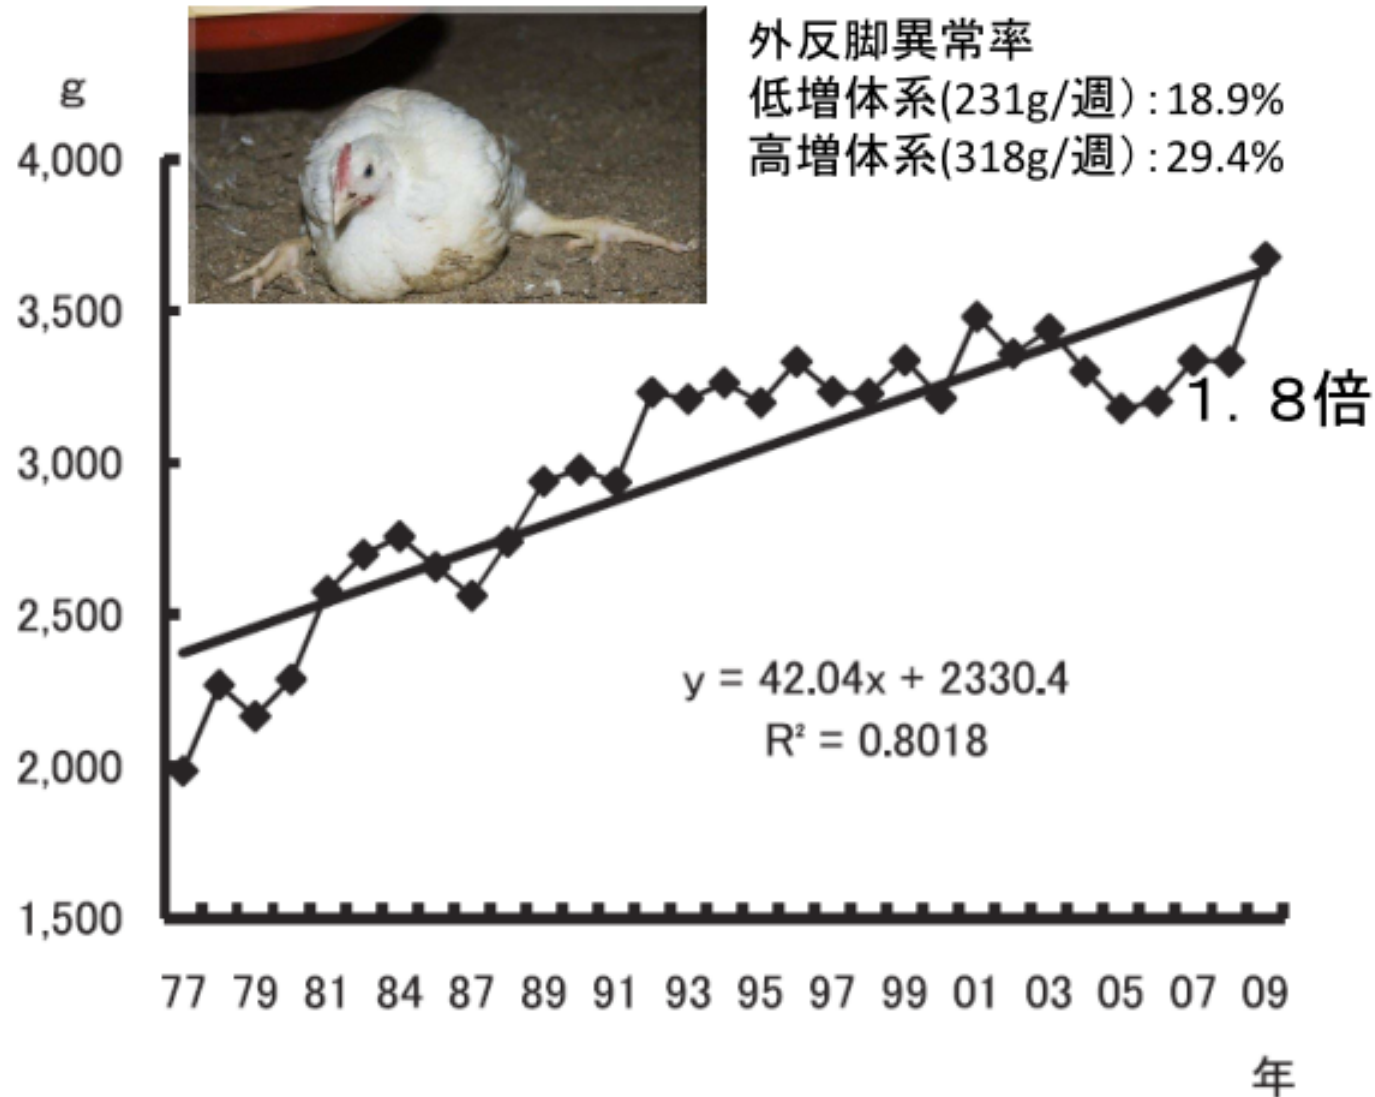 外反脚異常率
低増体系(231g/週）:18.9%
高増体系(318g/週）:29.4%
g
4,000
3,500
3,000
2,500
2,000
1,500
１．８倍
y = 42.04x + 2330.4
R² = 0.8018
77 79 81 84 87 89 91 93 95 97 99 01 03 05 07 09
年